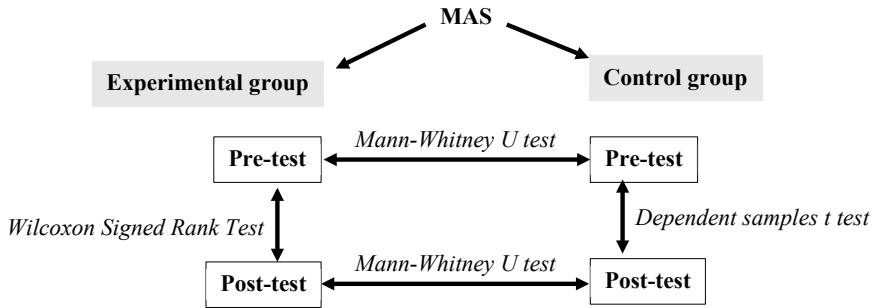 MAS
Experimental group
Control group
Mann-Whitney U test
Pre-test
Pre-test
Wilcoxon Signed Rank Test
Dependent samples t test
Mann-Whitney U test
Post-test
Post-test